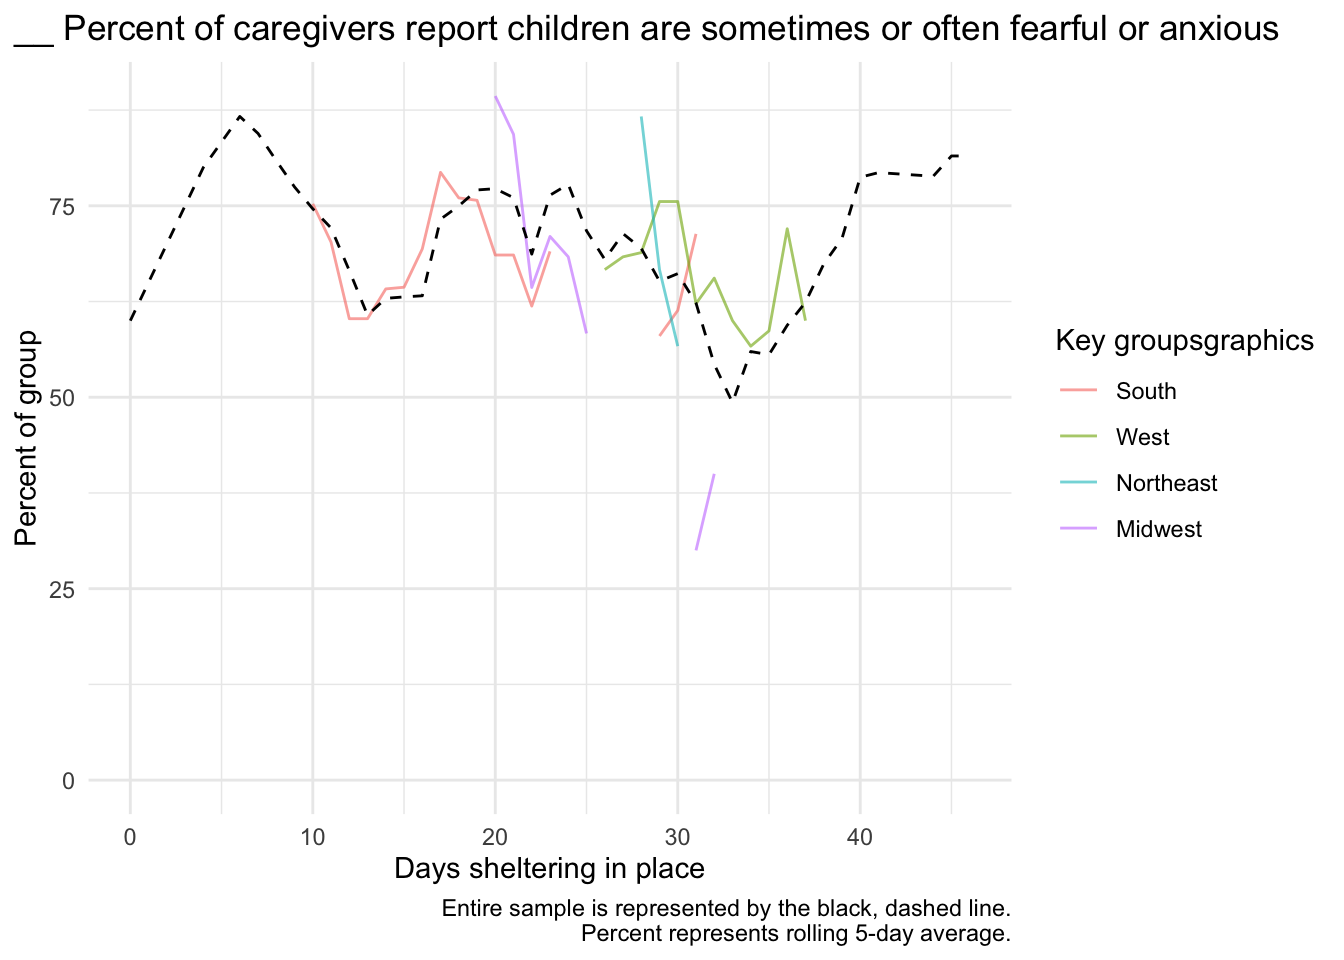 __ Percent of caregivers report children are sometimes or often fearful or anxious
Percent of group
75
50
25
0
0 10 20 30 40
Days sheltering in place
Key groupsgraphics
South
West
Northeast
Midwest
Entire sample is represented by the black, dashed line.
Percent represents rolling 5-day average.